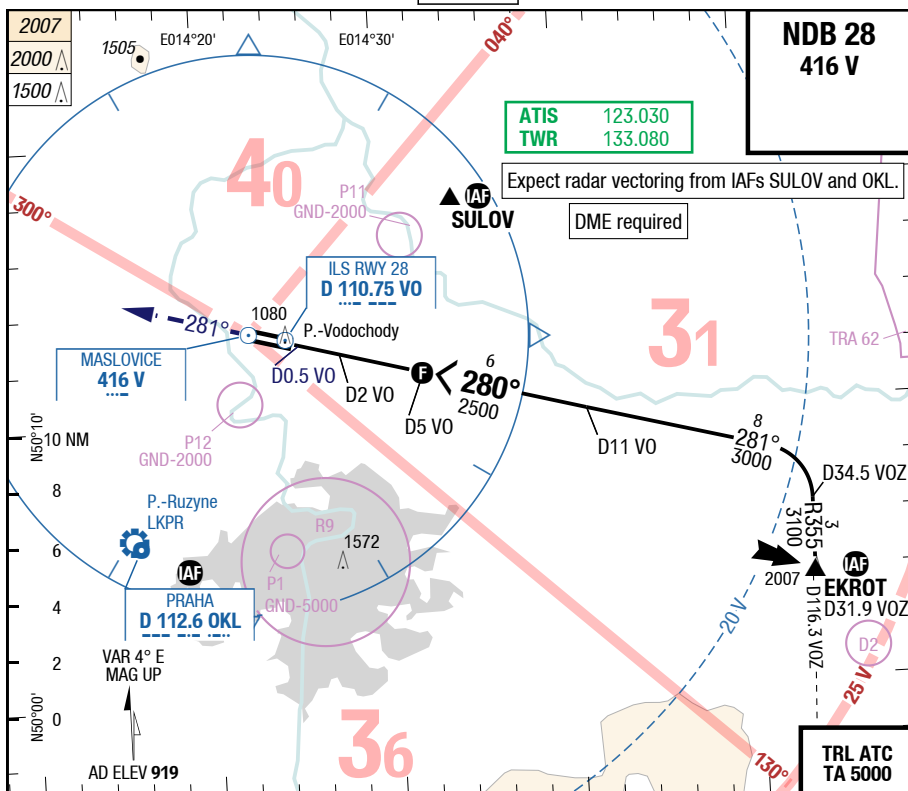 2007
2000
1500
1505
E014°20'
E014°30'
040°
NDB 28
416 V
ATIS 123.030
TWR 133.080
Expect radar vectoring from IAFs SULOV and OKL.
DME required
40
300°
P11
GND-2000
IAF
SULOV
ILS RWY 28
D 110.75 VO
1080
P.-Vodochody
281°
MASLOVICE
416 V
D0.5 VO
D2 VO
F
D5 VO
6
280°
2500
31
TRA 62
D11 VO
8
281°
3000
D34.5 VOZ
R355
3
3100
N50°10'
10 NM
8
6
4
2
0
P12
GND-2000
P.-Ruzyne
LKPR
IAF
R9
1572
P1
GND-5000
PRAHA
D 112.6 OKL
2007
IAF
EKROT
D31.9 VOZ
D116.3 VOZ
20 V
D2
25 V
VAR 4° E
MAG UP
N50°00'
AD ELEV 919
36
130°
TRL ATC
TA 5000